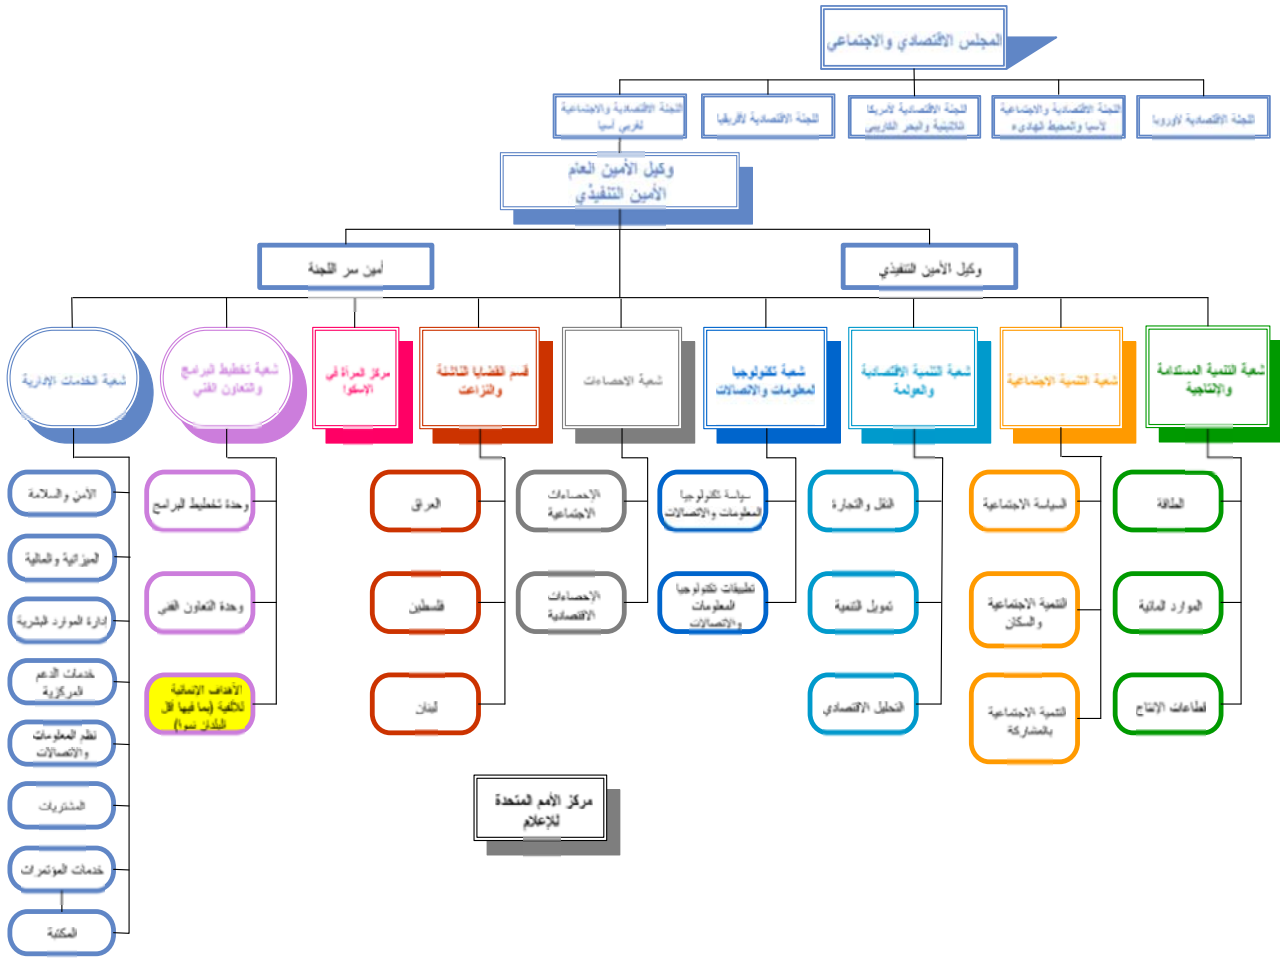 المجلس الاقتصادي والاجتماعي
اللجنة الاقتصادية لأوروبا
اللجنة الاقتصادية والاجتماعية
لآسيا والمحيط الهادىء
اللجنة الاقتصادية لأمريكا
اللاتينية والبحر الكاريبي
اللجنة الاقتصادية لأفريقيا
اللجنة الاقتصادية والاجتماعية
لغربي آسيا
وكيل الأمين العام
الأمين التنفيذي
وكيل الأمين التنفيذي
أمين سر اللجنة
شعبة التنمية المستدامة
والإنتاجية
شعبة التنمية الاجتماعية
شعبة التنمية الاقتصادية
والعولمة
شعبة تكنولوجيا
المعلومات والاتصالات
شعبة الاحصاءات
قسم القضايا الناشئة
والنزاعت
مركز المرأة في
الإسكوا
شعبة تخطيط البرامج
والتعاون الفني
شعبة الخدمات الإدارية
الطاقة
الموارد المائية
قطاعات الإنتاج
السياسة الاجتماعية
التنمية الاجتماعية
والسكان
التنمية الاجتماعية
بالمشاركة
النقل والتجارة
تمويل التنمية
التحليل الاقتصادي
سياسة تكنولوجيا
المعلومات والاتصالات
تطبيقات تكنولوجيا
المعلومات
والاتصالات
الإحصاءات
الاجتماعية
الإحصاءات
الاقتصادية
العراق
فلسطين
لبنان
وحدة تخطيط البرامج
وحدة التعاون الفني
الأهداف الإنمائية
للألفية (بما فيها أقل
البلدان نموا)
الأمن والسلامة
الميزانية والمالية
إدارة الموارد البشرية
خدمات الدعم
المركزية
نظم المعلومات
والاتصالات
المشتريات
خدمات المؤتمرات
المكتبة
مركز الأمم المتحدة
للإعلام